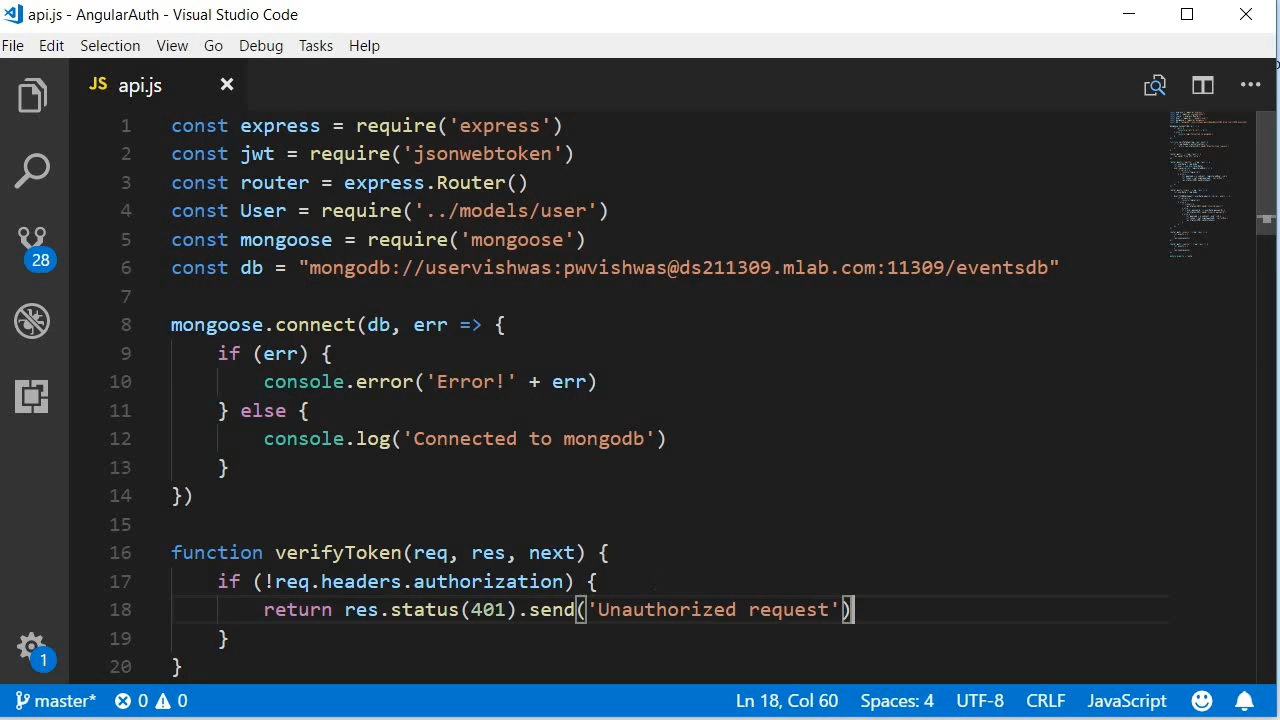 api.js - AngularAuth - Visual Studio Code
File Edit Selection View Go Debug Tasks Help
JS api.js
1 const express = require('express')
2 const jwt = require('jsonwebtoken')
3 const router = express.Router()
4 const User = require('../models/user')
5 const mongoose = require('mongoose')
6 const db = "mongodb://uservishwas:pwvishwas@ds211309.mlab.com:11309/eventsdb"
7
8 mongoose.connect(db, err => {
9 if (err) {
10 console.error('Error!' + err)
11 } else {
12 console.log('Connected to mongodb')
13 }
14 })
15
16 function verifyToken(req, res, next) {
17 if (!req.headers.authorization) {
18 return res.status(401).send('Unauthorized request')
19 }
20 }
28
1
master* 0 0 Ln 18, Col 60 Spaces: 4 UTF-8 CRLF JavaScript